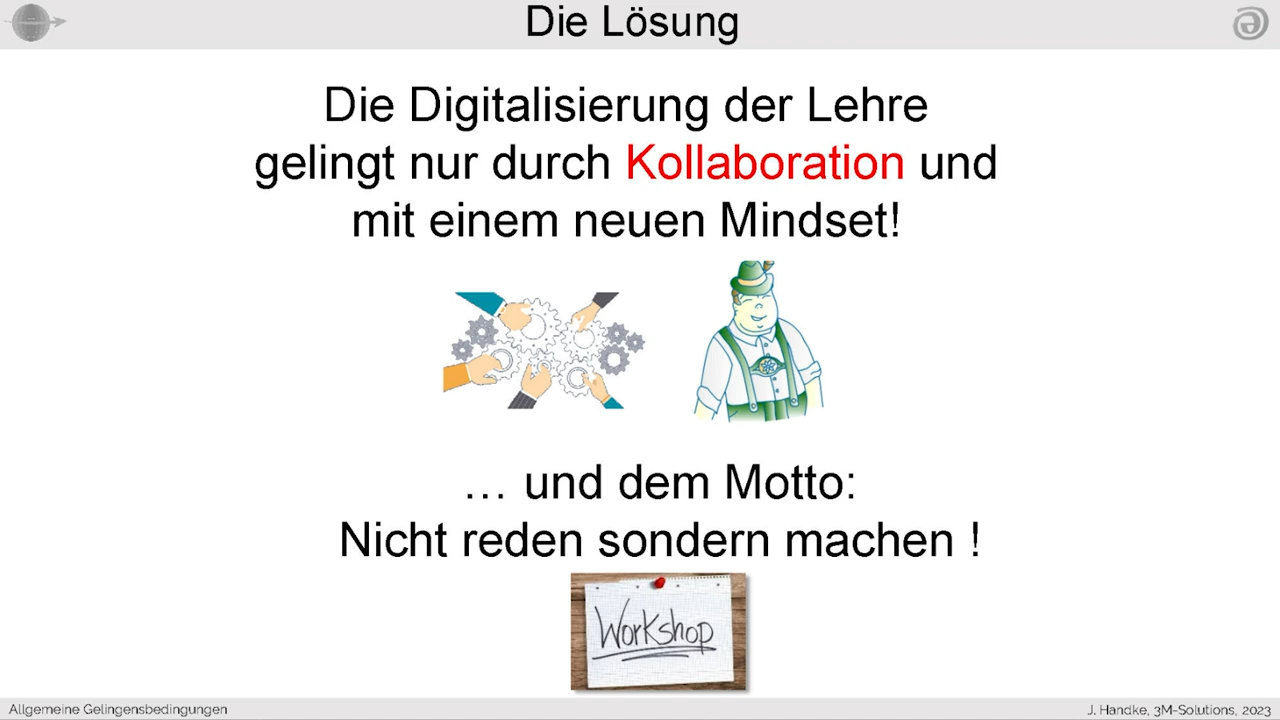 Die Lösung
Die Digitalisierung der Lehre
gelingt nur durch Kollaboration und
mit einem neuen Mindset!
… und dem Motto:
Nicht reden sondern machen !
Workshop
Allgemeine Gelingensbedingungen
J. Handke, 3M-Solutions, 2023